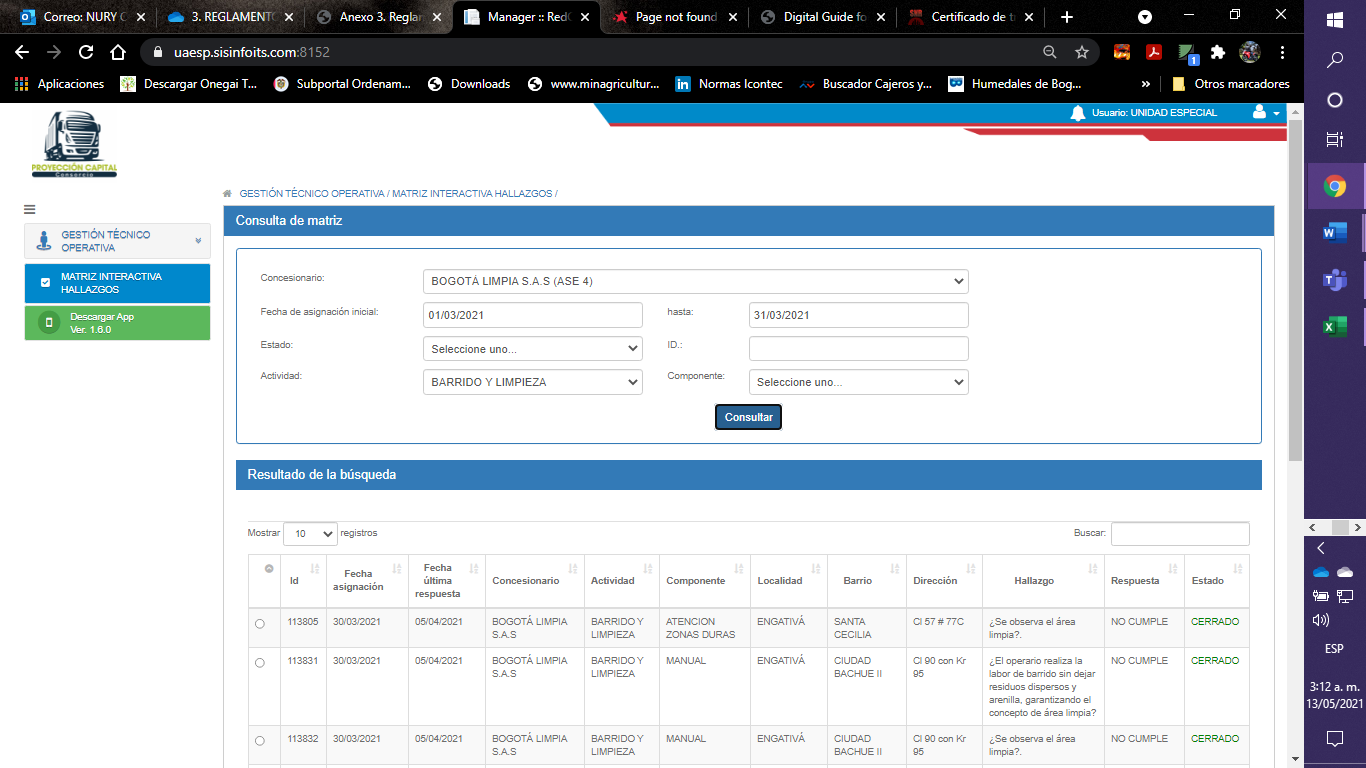 Correo: NURY C
3. REGLAMENTO
Anexo 3. Reglan
Manager :: RedC
Page not found
Digital Guide fo
Certificado de tr
uaesp.sisinfoits.com:8152
Aplicaciones
Descargar Onegai T...
Subportal Ordenam...
Downloads
www.minagricultur...
Normas Icontec
Buscador Cajeros y...
Humedales de Bog...
»
Otros marcadores
PROYECCIÓN CAPITAL
Consorcio
Usuario: UNIDAD ESPECIAL
GESTIÓN TÉCNICO OPERATIVA / MATRIZ INTERACTIVA HALLAZGOS /
GESTIÓN TÉCNICO
OPERATIVA
MATRIZ INTERACTIVA
HALLAZGOS
Descargar App
Ver. 1.6.0
Consulta de matriz
Concesionario:
BOGOTÁ LIMPIA S.A.S (ASE 4)
Fecha de asignación inicial:
01/03/2021
hasta:
31/03/2021
Estado:
Seleccione uno...
ID.:
Actividad:
BARRIDO Y LIMPIEZA
Componente:
Seleccione uno...
Consultar
Resultado de la búsqueda
Mostrar 10 registros
Buscar:
Id
Fecha
asignación
Fecha
última
respuesta
Concesionario
Actividad
Componente
Localidad
Barrio
Dirección
Hallazgo
Respuesta
Estado
113805
30/03/2021
05/04/2021
BOGOTÁ LIMPIA
S.A.S
BARRIDO Y
LIMPIEZA
ATENCION
ZONAS DURAS
ENGATIVÁ
SANTA
CECILIA
Cl 57 # 77C
¿Se observa el área
limpia?.
NO CUMPLE
CERRADO
113831
30/03/2021
05/04/2021
BOGOTÁ LIMPIA
S.A.S
BARRIDO Y
LIMPIEZA
MANUAL
ENGATIVÁ
CIUDAD
BACHUE II
Cl 90 con Kr
95
¿El operario realiza la
labor de barrido sin dejar
residuos dispersos y
arenilla, garantizando el
concepto de área limpia?
NO CUMPLE
CERRADO
113832
30/03/2021
05/04/2021
BOGOTÁ LIMPIA
S.A.S
BARRIDO Y
LIMPIEZA
MANUAL
ENGATIVÁ
CIUDAD
BACHUE II
Cl 90 con Kr
95
¿Se observa el área
limpia?.
NO CUMPLE
CERRADO
1
ESP
3:12 a. m.
13/05/2021